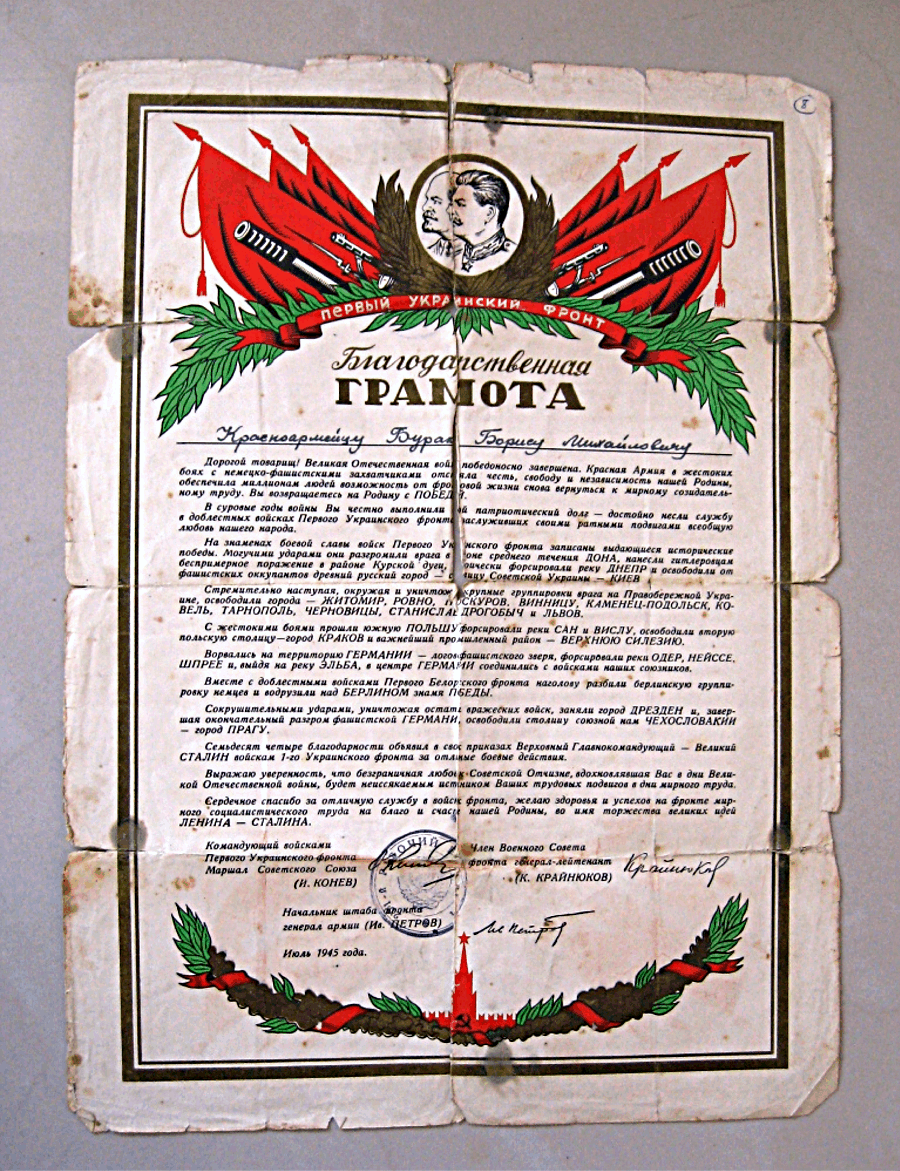 8
ПЕРВЫЙ УКРАИНСКИЙ ФРОНТ
Благодарственная
ГРАМОТА
Красноармейцу Бурак Борису Михайловичу
Дорогой товарищ! Великая Отечественная вой победоносно завершена. Красная Армия в жестоких
боях с немецко-фашистскими захватчиками отстояла честь, свободу и независимость нашей Родины,
обеспечила миллионам людей возможность от фронтовой жизни снова вернуться к мирному созидатель-
ному труду. Вы возвращаетесь на Родину с ПОБЕДОЙ.
В суровые годы войны Вы честно выполнили патриотический долг — достойно несли службу
в доблестных войсках Первого Украинского фронта, заслуживших своими ратными подвигами всеобщую
любовь нашего народа.
На знаменах боевой славы войск Первого Украинского фронта записаны выдающиеся исторические
победы. Могучими ударами они разгромили врага в районе среднего течения ДОНА, нанесли гитлеровцам
беспримерное поражение в районе Курской дуги, героически форсировали реку ДНЕПР и освободили от
фашистских оккупантов древний русский город — столицу Советской Украины — КИЕВ
Стремительно наступая, окружая и уничтожая крупные группировки врага на Правобережной Укра-
ине, освободили города — ЖИТОМИР, РОВНО, ПРОСКУРОВ, ВИННИЦУ, КАМЕНЕЦ-ПОДОЛЬСК, КО-
ВЕЛЬ, ТАРНОПОЛЬ, ЧЕРНОВИЦЫ, СТАНИСЛАВ, ДРОГОБЫЧ и ЛЬВОВ.
С жестокими боями прошли южную ПОЛЬШУ, форсировали реки САН и ВИСЛУ, освободили вторую
польскую столицу—город КРАКОВ и важнейший промышленный район — ВЕРХНЮЮ СИЛЕЗИЮ.
Ворвались на территорию ГЕРМАНИИ — логово фашистского зверя, форсировали реки ОДЕР, НЕЙССЕ,
ШПРЕЕ и, выйдя на реку ЭЛЬБА, в центре ГЕРМАНИИ соединились с войсками наших союзников.
Вместе с доблестными войсками Первого Белорусского фронта наголову разбили берлинскую группи-
ровку немцев и водрузили над БЕРЛИНОМ знамя ПОБЕДЫ.
Сокрушительными ударами, уничтожая остатки вражеских войск, заняли город ДРЕЗДЕН и, завер-
шая окончательный разгром фашистской ГЕРМАНИИ, освободили столицу союзной нам ЧЕХОСЛОВАКИИ
— город ПРАГУ.
Семьдесят четыре благодарности объявил в своих приказах Верховный Главнокомандующий — Великий
СТАЛИН войскам 1-го Украинского фронта за отличные боевые действия.
Выражаю уверенность, что безграничная любовь к Советской Отчизне, вдохновлявшая Вас в дни Вели-
кой Отечественной войны, будет неиссякаемым источником Ваших трудовых подвигов в дни мирного труда.
Сердечное спасибо за отличную службу в войсках фронта, желаю здоровья и успехов на фронте мир-
ного социалистического труда на благо и счастье нашей Родины, во имя торжества великих идей
ЛЕНИНА — СТАЛИНА.
Командующий войсками
Первого Украинского фронта
Маршал Советского Союза
(И. КОНЕВ)
Член Военного Совета
фронта генерал-лейтенант
(К. КРАЙНЮКОВ)
Крайнюков
Начальник штаба фронта
генерал армии (Ив. ПЕТРОВ)
Ив Петров
Июль 1945 года.